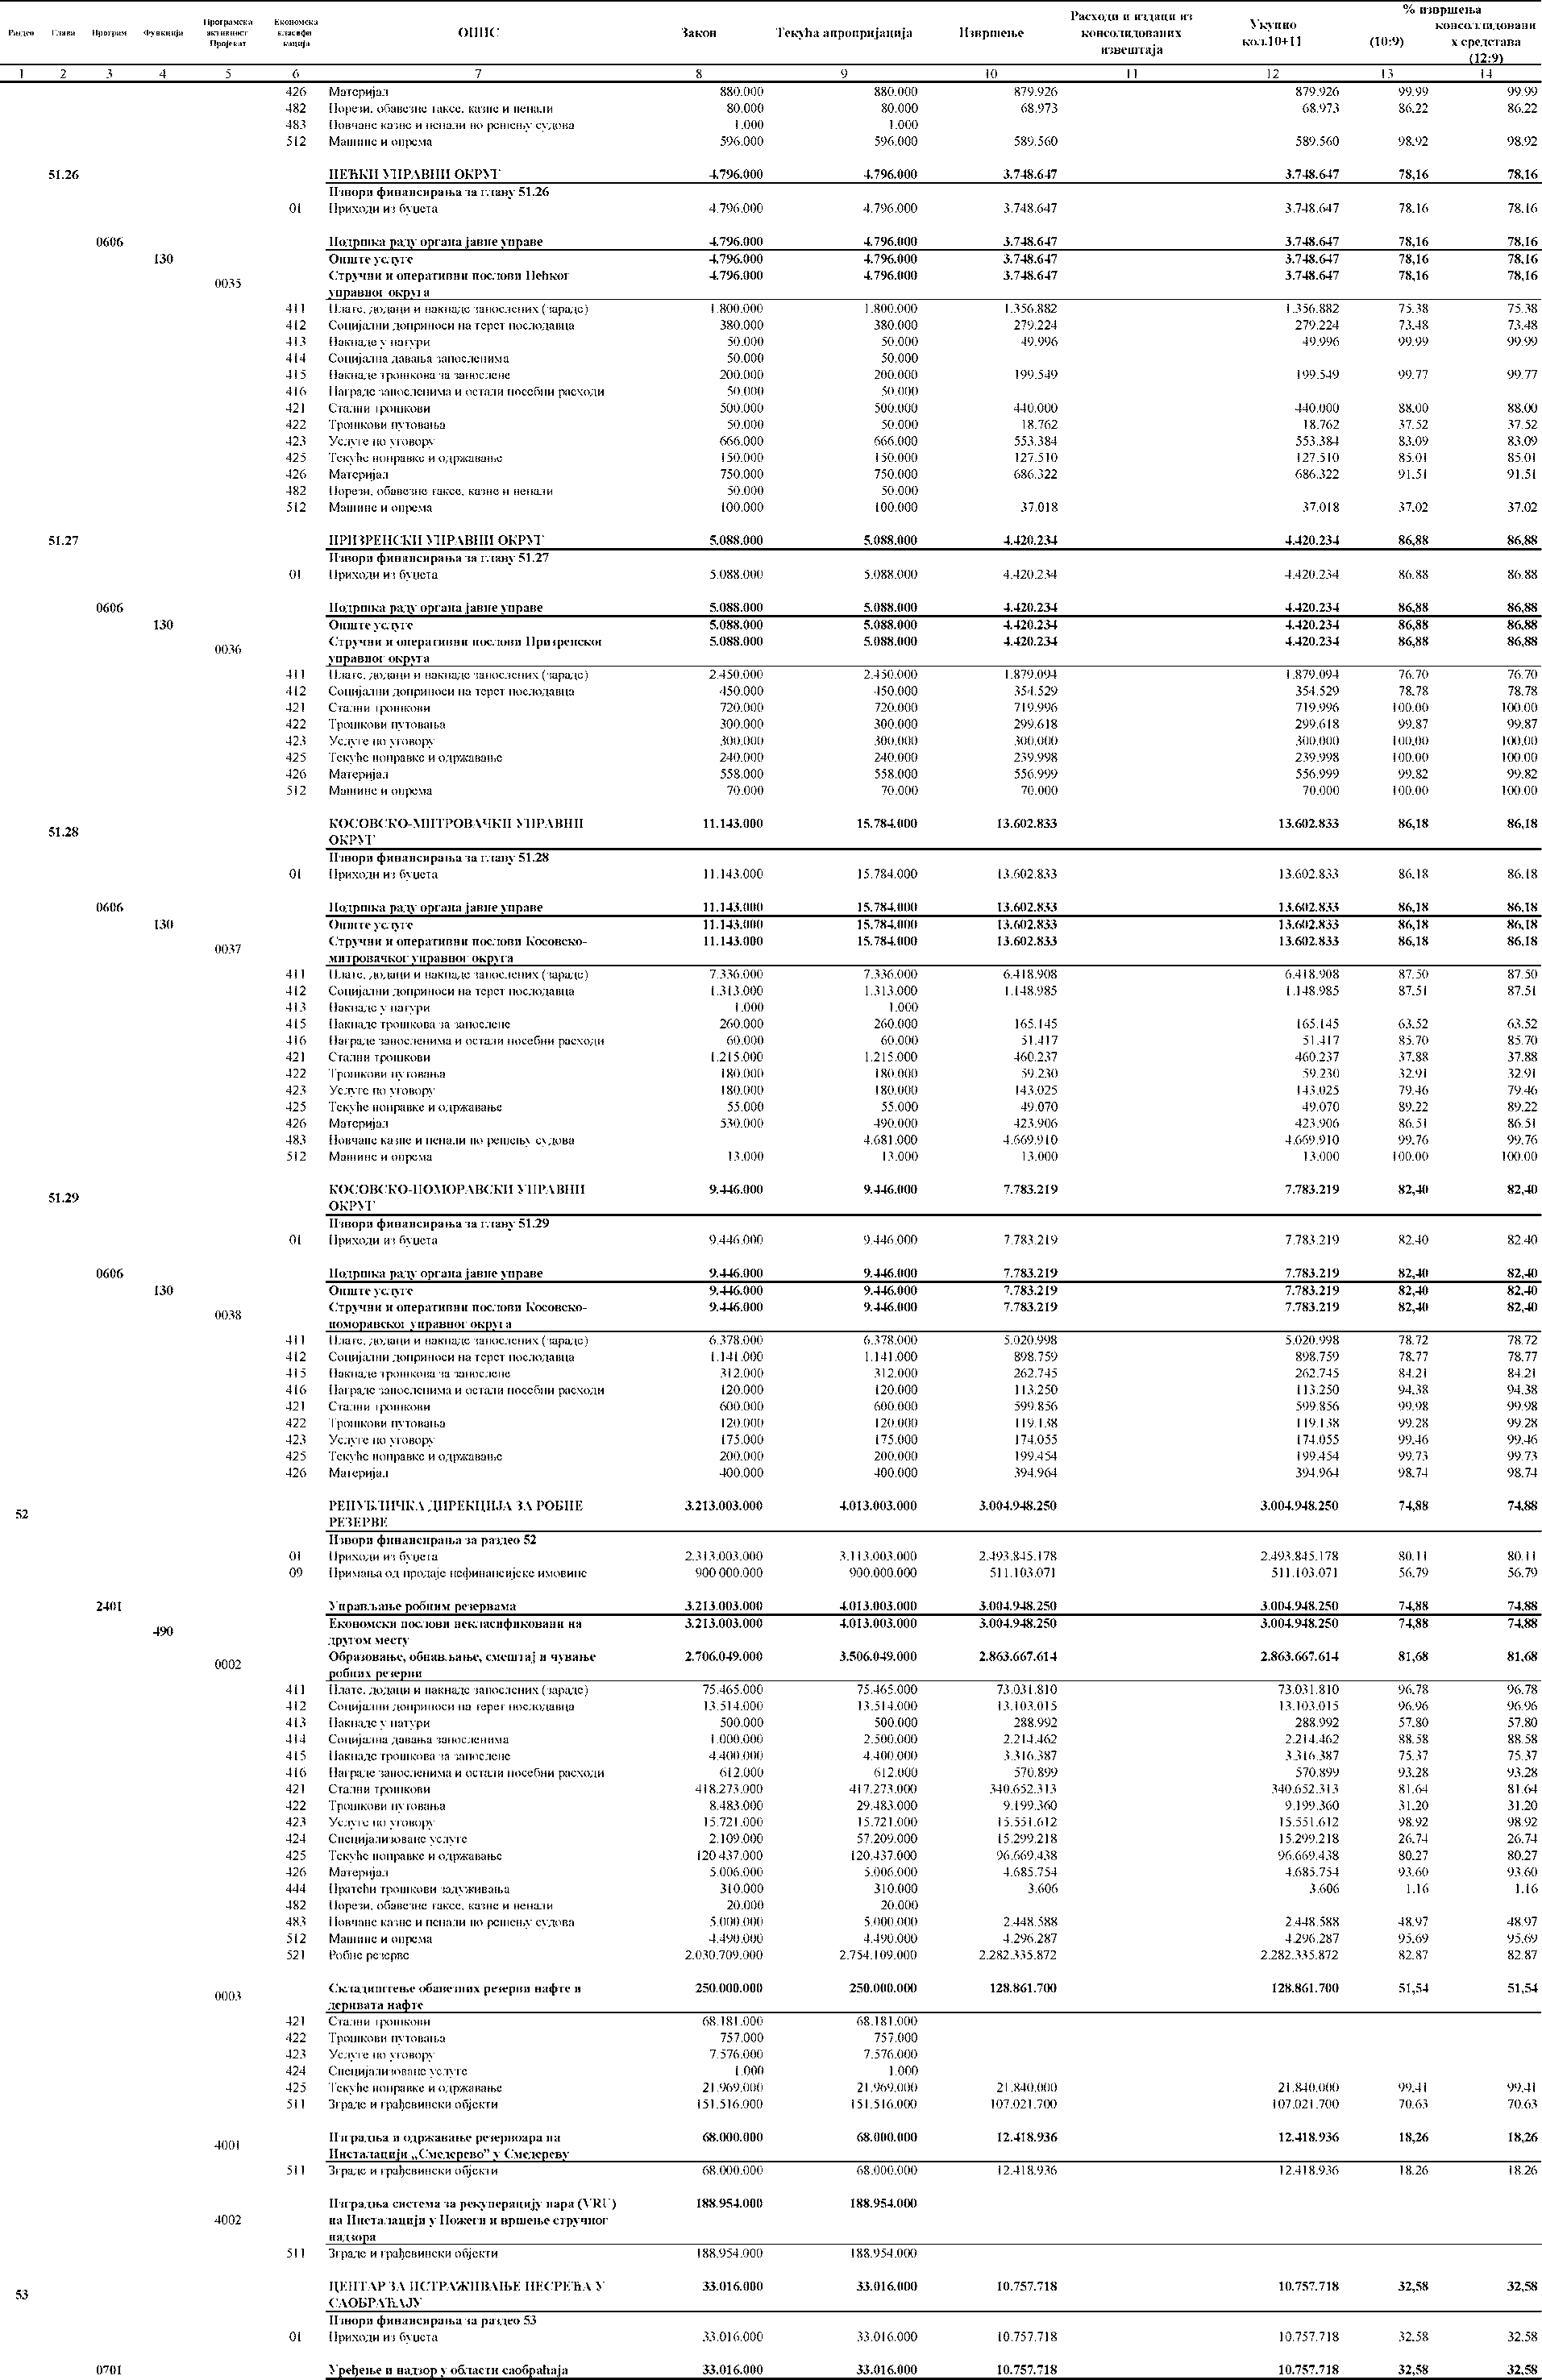 Раздео Глава Програм Функција Програмска активност Пројекат Економска класификација ОПИС Закон Текућа апропријација Извршење Расходи и издаци из консолидованих извештаја Укупно кол.10+11 % извршења (10:9) консолидованих средстава (12:9)
1 2 3 4 5 6 7 8 9 10 11 12 13 14
426 Материјал 880.000 880.000 879.926 879.926 99,99 99,99
482 Порези, обавезне таксе, казне и пенали 80.000 80.000 68.973 68.973 86,22 86,22
483 Новчане казне и пенали по решењу судова 1.000 1.000
512 Машине и опрема 596.000 596.000 589.560 589.560 98,92 98,92
51.26 ПЕЋКИ УПРАВНИ ОКРУГ 4.796.000 4.796.000 3.748.647 3.748.647 78,16 78,16
Извори финансирања за главу 51.26
01 Приходи из буџета 4.796.000 4.796.000 3.748.647 3.748.647 78,16 78,16
0606 Подршка раду органа јавне управе 4.796.000 4.796.000 3.748.647 3.748.647 78,16 78,16
130 Опште услуге 4.796.000 4.796.000 3.748.647 3.748.647 78,16 78,16
0035 Стручни и оперативни послови Пећког 4.796.000 4.796.000 3.748.647 3.748.647 78,16 78,16
управног округа
411 Плате, додаци и накнаде запослених (зараде) 1.800.000 1.800.000 1.356.882 1.356.882 75,38 75,38
412 Социјални доприноси на терет послодавца 380.000 380.000 279.224 279.224 73,48 73,48
413 Накнаде у натури 50.000 50.000 49.996 49.996 99,99 99,99
414 Социјална давања запосленима 50.000 50.000
415 Накнаде трошкова за запослене 200.000 200.000 199.549 199.549 99,77 99,77
416 Награде запосленима и остали посебни расходи 50.000 50.000
421 Стални трошкови 500.000 500.000 440.000 440.000 88,00 88,00
422 Трошкови путовања 50.000 50.000 18.762 18.762 37,52 37,52
423 Услуге по уговору 666.000 666.000 553.384 553.384 83,09 83,09
425 Текуће поправке и одржавање 150.000 150.000 127.510 127.510 85,01 85,01
426 Материјал 750.000 750.000 686.322 686.322 91,51 91,51
482 Порези, обавезне таксе, казне и пенали 50.000 50.000
512 Машине и опрема 100.000 100.000 37.018 37.018 37,02 37,02
51.27 ПРИЗРЕНСКИ УПРАВНИ ОКРУГ 5.088.000 5.088.000 4.420.234 4.420.234 86,88 86,88
Извори финансирања за главу 51.27
01 Приходи из буџета 5.088.000 5.088.000 4.420.234 4.420.234 86,88 86,88
0606 Подршка раду органа јавне управе 5.088.000 5.088.000 4.420.234 4.420.234 86,88 86,88
130 Опште услуге 5.088.000 5.088.000 4.420.234 4.420.234 86,88 86,88
0036 Стручни и оперативни послови Призренског 5.088.000 5.088.000 4.420.234 4.420.234 86,88 86,88
управног округа
411 Плате, додаци и накнаде запослених (зараде) 2.450.000 2.450.000 1.879.094 1.879.094 76,70 76,70
412 Социјални доприноси на терет послодавца 450.000 450.000 354.529 354.529 78,78 78,78
421 Стални трошкови 720.000 720.000 719.996 719.996 100,00 100,00
422 Трошкови путовања 300.000 300.000 299.618 299.618 99,87 99,87
423 Услуге по уговору 300.000 300.000 300.000 300.000 100,00 100,00
425 Текуће поправке и одржавање 240.000 240.000 239.998 239.998 100,00 100,00
426 Материјал 558.000 558.000 556.999 556.999 99,82 99,82
512 Машине и опрема 70.000 70.000 70.000 70.000 100,00 100,00
51.28 КОСОВСКО-МИТРОВАЧКИ УПРАВНИ 11.143.000 15.784.000 13.602.833 13.602.833 86,18 86,18
ОКРУГ
Извори финансирања за главу 51.28
01 Приходи из буџета 11.143.000 15.784.000 13.602.833 13.602.833 86,18 86,18
0606 Подршка раду органа јавне управе 11.143.000 15.784.000 13.602.833 13.602.833 86,18 86,18
130 Опште услуге 11.143.000 15.784.000 13.602.833 13.602.833 86,18 86,18
0037 Стручни и оперативни послови Косовско- 11.143.000 15.784.000 13.602.833 13.602.833 86,18 86,18
митровачког управног округа
411 Плате, додаци и накнаде запослених (зараде) 7.336.000 7.336.000 6.418.908 6.418.908 87,50 87,50
412 Социјални доприноси на терет послодавца 1.313.000 1.313.000 1.148.985 1.148.985 87,51 87,51
413 Накнаде у натури 1.000 1.000
415 Накнаде трошкова за запослене 260.000 260.000 165.145 165.145 63,52 63,52
416 Награде запосленима и остали посебни расходи 60.000 60.000 51.417 51.417 85,70 85,70
421 Стални трошкови 1.215.000 1.215.000 460.237 460.237 37,88 37,88
422 Трошкови путовања 180.000 180.000 59.230 59.230 32,91 32,91
423 Услуге по уговору 180.000 180.000 143.025 143.025 79,46 79,46
425 Текуће поправке и одржавање 55.000 55.000 49.070 49.070 89,22 89,22
426 Материјал 530.000 490.000 423.906 423.906 86,51 86,51
483 Новчане казне и пенали по решењу судова 4.681.000 4.669.910 4.669.910 99,76 99,76
512 Машине и опрема 13.000 13.000 13.000 13.000 100,00 100,00
51.29 КОСОВСКО-ПОМОРАВСКИ УПРАВНИ 9.446.000 9.446.000 7.783.219 7.783.219 82,40 82,40
ОКРУГ
Извори финансирања за главу 51.29
01 Приходи из буџета 9.446.000 9.446.000 7.783.219 7.783.219 82,40 82,40
0606 Подршка раду органа јавне управе 9.446.000 9.446.000 7.783.219 7.783.219 82,40 82,40
130 Опште услуге 9.446.000 9.446.000 7.783.219 7.783.219 82,40 82,40
0038 Стручни и оперативни послови Косовско- 9.446.000 9.446.000 7.783.219 7.783.219 82,40 82,40
поморавског управног округа
411 Плате, додаци и накнаде запослених (зараде) 6.378.000 6.378.000 5.020.998 5.020.998 78,72 78,72
412 Социјални доприноси на терет послодавца 1.141.000 1.141.000 898.759 898.759 78,77 78,77
415 Накнаде трошкова за запослене 312.000 312.000 262.745 262.745 84,21 84,21
416 Награде запосленима и остали посебни расходи 120.000 120.000 113.250 113.250 94,38 94,38
421 Стални трошкови 600.000 600.000 599.856 599.856 99,98 99,98
422 Трошкови путовања 120.000 120.000 119.138 119.138 99,28 99,28
423 Услуге по уговору 175.000 175.000 174.055 174.055 99,46 99,46
425 Текуће поправке и одржавање 200.000 200.000 199.454 199.454 99,73 99,73
426 Материјал 400.000 400.000 394.964 394.964 98,74 98,74
52 РЕПУБЛИЧКА ДИРЕКЦИЈА ЗА РОБНЕ 3.213.003.000 4.013.003.000 3.004.948.250 3.004.948.250 74,88 74,88
РЕЗЕРВЕ
Извори финансирања за раздео 52
01 Приходи из буџета 2.313.003.000 3.113.003.000 2.493.845.178 2.493.845.178 80,11 80,11
09 Примања од продаје нефинансијске имовине 900.000.000 900.000.000 511.103.071 511.103.071 56,79 56,79
2401 Управљање робним резервама 3.213.003.000 4.013.003.000 3.004.948.250 3.004.948.250 74,88 74,88
490 Економски послови некласификовани на 3.213.003.000 4.013.003.000 3.004.948.250 3.004.948.250 74,88 74,88
другом месту
0002 Образовање, обнављање, смештај и чување 2.706.049.000 3.506.049.000 2.863.667.614 2.863.667.614 81,68 81,68
робних резерви
411 Плате, додаци и накнаде запослених (зараде) 75.465.000 75.465.000 73.031.810 73.031.810 96,78 96,78
412 Социјални доприноси на терет послодавца 13.514.000 13.514.000 13.103.015 13.103.015 96,96 96,96
413 Накнаде у натури 500.000 500.000 288.992 288.992 57,80 57,80
414 Социјална давања запосленима 1.000.000 2.500.000 2.214.462 2.214.462 88,58 88,58
415 Накнаде трошкова за запослене 4.400.000 4.400.000 3.316.387 3.316.387 75,37 75,37
416 Награде запосленима и остали посебни расходи 612.000 612.000 570.899 570.899 93,28 93,28
421 Стални трошкови 418.273.000 417.273.000 340.652.313 340.652.313 81,64 81,64
422 Трошкови путовања 8.483.000 29.483.000 9.199.360 9.199.360 31,20 31,20
423 Услуге по уговору 15.721.000 15.721.000 15.551.612 15.551.612 98,92 98,92
424 Специјализоване услуге 2.109.000 57.209.000 15.299.218 15.299.218 26,74 26,74
425 Текуће поправке и одржавање 120.437.000 120.437.000 96.669.438 96.669.438 80,27 80,27
426 Материјал 5.006.000 5.006.000 4.685.754 4.685.754 93,60 93,60
444 Пратећи трошкови задуживања 310.000 310.000 3.606 3.606 1,16 1,16
482 Порези, обавезне таксе, казне и пенали 20.000 20.000
483 Новчане казне и пенали по решењу судова 5.000.000 5.000.000 2.448.588 2.448.588 48,97 48,97
512 Машине и опрема 4.490.000 4.490.000 4.296.287 4.296.287 95,69 95,69
521 Робне резерве 2.030.709.000 2.754.109.000 2.282.335.872 2.282.335.872 82,87 82,87
0003 Складиштење обавезних резерви нафте и 250.000.000 250.000.000 128.861.700 128.861.700 51,54 51,54
деривата нафте
421 Стални трошкови 68.181.000 68.181.000
422 Трошкови путовања 757.000 757.000
423 Услуге по уговору 7.576.000 7.576.000
424 Специјализоване услуге 1.000 1.000
425 Текуће поправке и одржавање 21.969.000 21.969.000 21.840.000 21.840.000 99,41 99,41
511 Зграде и грађевински објекти 151.516.000 151.516.000 107.021.700 107.021.700 70,63 70,63
4001 Изградња и одржавање резервоара на 68.000.000 68.000.000 12.418.936 12.418.936 18,26 18,26
Инсталацији „Смедерево” у Смедереву
511 Зграде и грађевински објекти 68.000.000 68.000.000 12.418.936 12.418.936 18,26 18,26
4002 Изградња система за рекуперацију пара (VRU) 188.954.000 188.954.000
на Инсталацији у Пожеги и вршење стручног
надзора
511 Зграде и грађевински објекти 188.954.000 188.954.000
53 ЦЕНТАР ЗА ИСТРАЖИВАЊЕ НЕСРЕЋА У 33.016.000 33.016.000 10.757.718 10.757.718 32,58 32,58
САОБРАЋАЈУ
Извори финансирања за раздео 53
01 Приходи из буџета 33.016.000 33.016.000 10.757.718 10.757.718 32,58 32,58
0701 Уређење и надзор у области саобраћаја 33.016.000 33.016.000 10.757.718 10.757.718 32,58 32,58